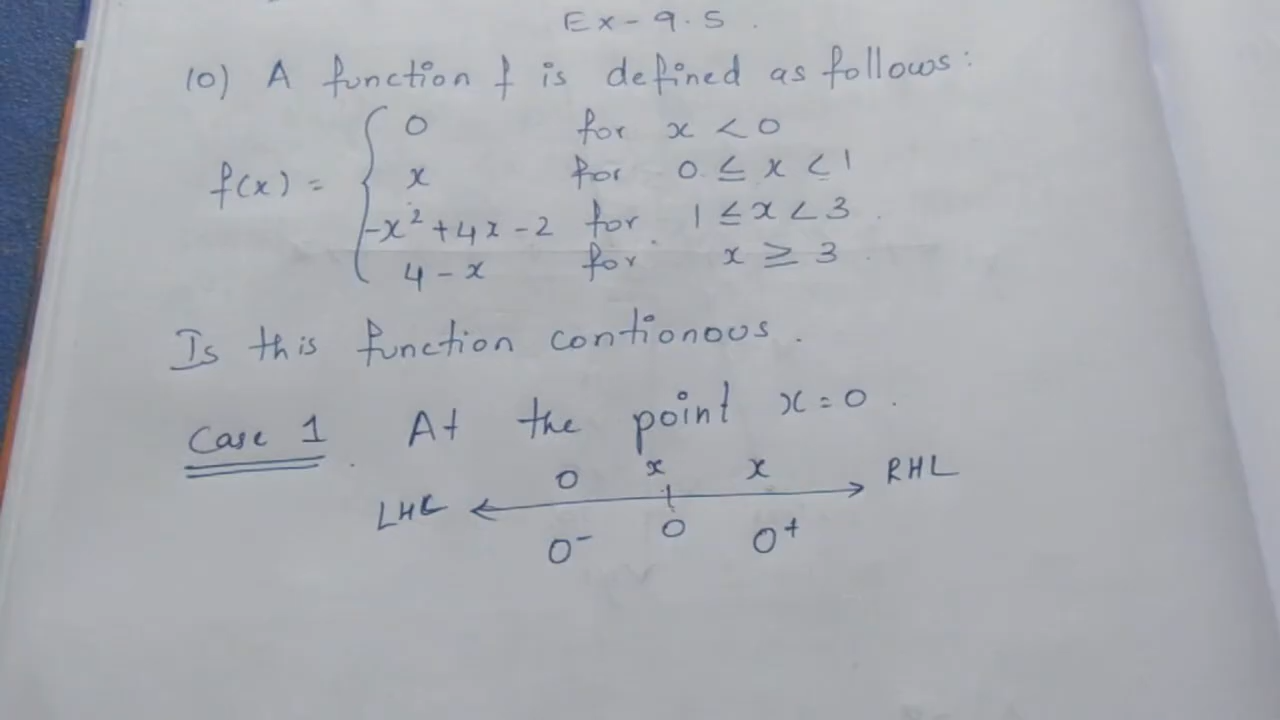 Ex-9.5.
10) A function f is defined as follows:
f(x) =
0 for x < 0
x for 0 ≤ x < 1
-x² + 4x - 2 for 1 ≤ x < 3
4 - x for x ≥ 3
Is this function contionous.
Case 1. At the point x = 0.
0 x x
LHL RHL
0⁻ 0 0⁺